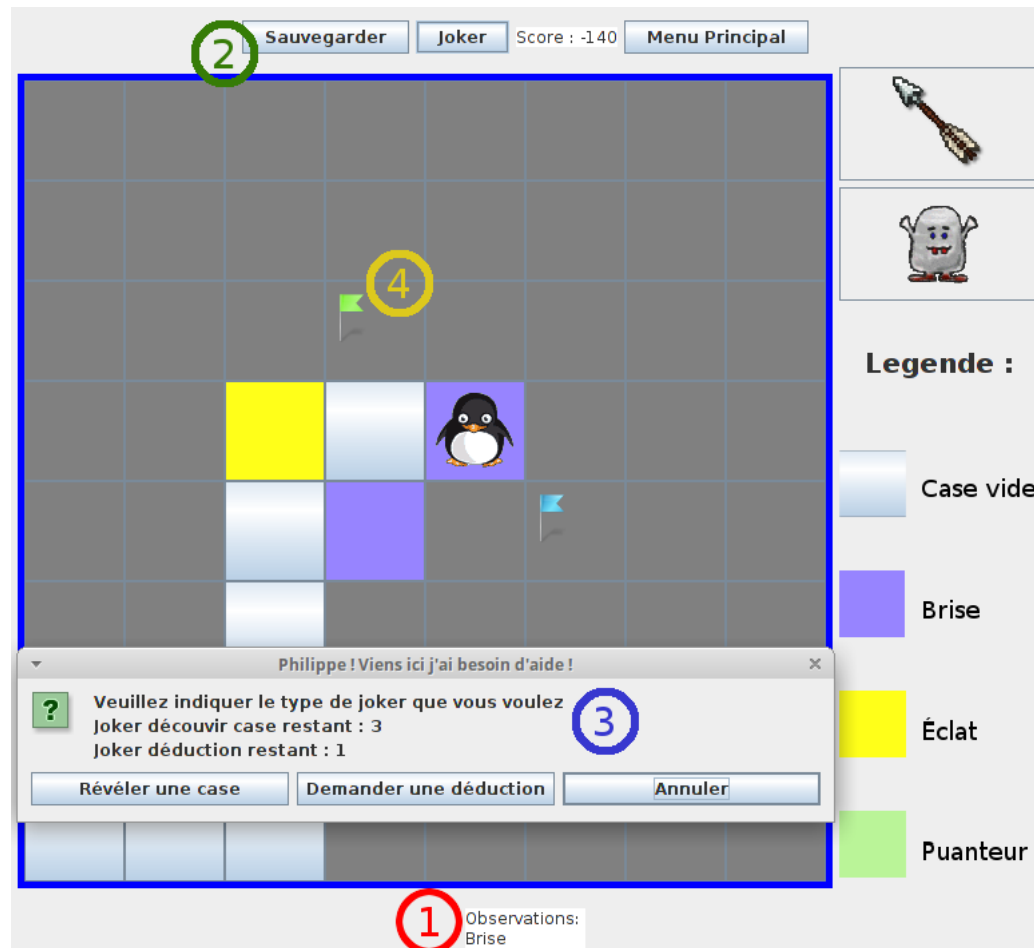 2
Sauvegarder
Joker
Score : -140
Menu Principal
4
Legende :
Case vide
Brise
Philippe ! Viens ici j'ai besoin d'aide !
Veuillez indiquer le type de joker que vous voulez
Joker découvir case restant : 3
Joker déduction restant : 1
3
?
Révéler une case
Demander une déduction
Annuler
Éclat
Puanteur
1
Observations:
Brise